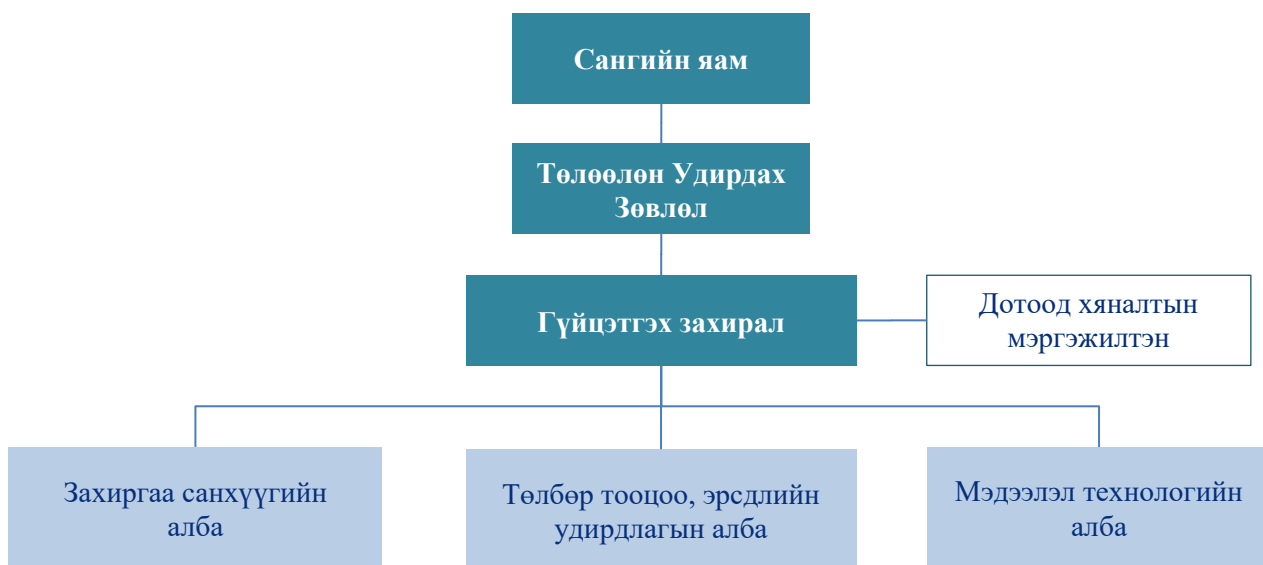 Сангийн яам
Төлөөлөн Удирдах
Зөвлөл
Гүйцэтгэх захирал
Дотоод хяналтын
мэргэжилтэн
Захиргаа санхүүгийн
алба
Төлбөр тооцоо, эрсдлийн
удирдлагын алба
Мэдээлэл технологийн
алба